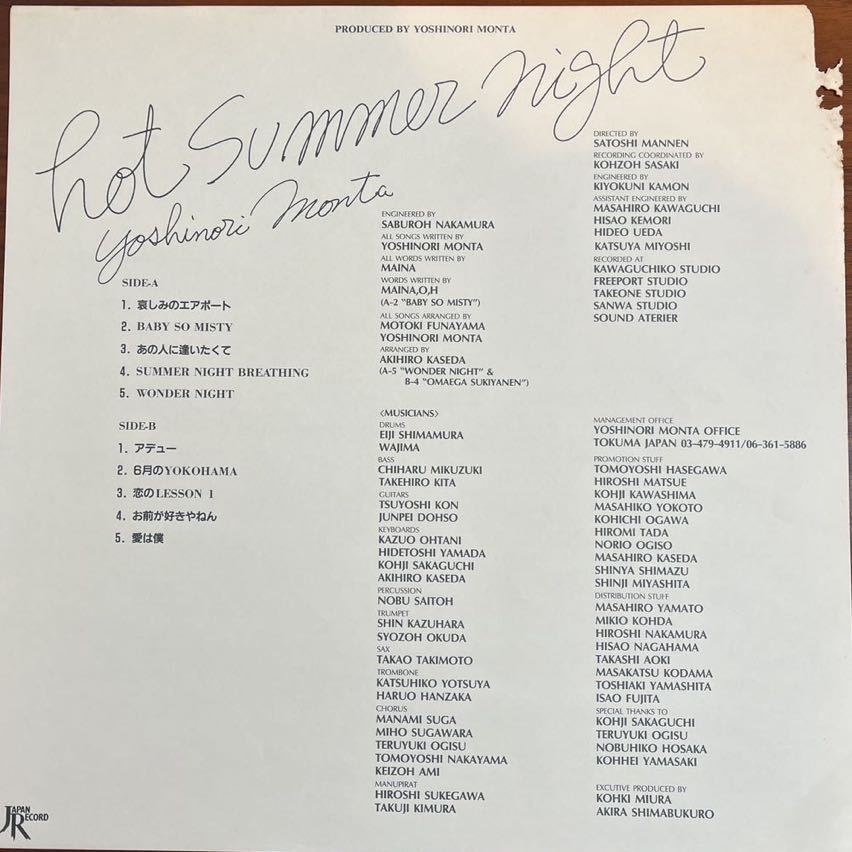 PRODUCED BY YOSHINORI MONTA
hot Summer night
Yoshinori Monta
SIDE-A
1. 哀しみのエアポート
2. BABY SO MISTY
3. あの人に逢いたくて
4. SUMMER NIGHT BREATHING
5. WONDER NIGHT
SIDE-B
1. アデュー
2. 6月のYOKOHAMA
3. 恋のLESSON 1
4. お前が好きやねん
5. 愛は僕
ENGINEERED BY
SABUROH NAKAMURA
ALL SONGS WRITTEN BY
YOSHINORI MONTA
ALL WORDS WRITTEN BY
MAINA
WORDS WRITTEN BY
MAINA,O,H
(A-2 "BABY SO MISTY")
ALL SONGS ARRANGED BY
MOTOKI FUNAYAMA
YOSHINORI MONTA
ARRANGED BY
AKIHIRO KASEDA
(A-5 "WONDER NIGHT" &
B-4 "OMAEGA SUKIYANEN")
〈MUSICIANS〉
DRUMS
EIJI SHIMAMURA
WAJIMA
BASS
CHIHARU MIKUZUKI
TAKEHIRO KITA
GUITARS
TSUYOSHI KON
JUNPEI DOHSO
KEYBOARDS
KAZUO OHTANI
HIDETOSHI YAMADA
KOHJI SAKAGUCHI
AKIHIRO KASEDA
PERCUSSION
NOBU SAITOH
TRUMPET
SHIN KAZUHARA
SYOZOH OKUDA
SAX
TAKAO TAKIMOTO
TROMBONE
KATSUHIKO YOTSUYA
HARUO HANZAKA
CHORUS
MANAMI SUGA
MIHO SUGAWARA
TERUYUKI OGISU
TOMOYOSHI NAKAYAMA
KEIZOH AMI
MANUPIRAT
HIROSHI SUKEGAWA
TAKUJI KIMURA
DIRECTED BY
SATOSHI MANNEN
RECORDING COORDINATED BY
KOHZOH SASAKI
ENGINEERED BY
KIYOKUNI KAMON
ASSISTANT ENGINEERED BY
MASAHIRO KAWAGUCHI
HISAO KEMORI
HIDEO UEDA
KATSUYA MIYOSHI
RECORDED AT
KAWAGUCHIKO STUDIO
FREEPORT STUDIO
TAKEONE STUDIO
SANWA STUDIO
SOUND ATERIER
MANAGEMENT OFFICE
YOSHINORI MONTA OFFICE
TOKUMA JAPAN 03-479-4911/06-361-5886
PROMOTION STUFF
TOMOYOSHI HASEGAWA
HIROSHI MATSUE
KOHJI KAWASHIMA
MASAHIKO YOKOTO
KOHICHI OGAWA
HIROMI TADA
NORIO OGISO
MASAHIRO KASEDA
SHINYA SHIMAZU
SHINJI MIYASHITA
DISTRIBUTION STUFF
MASAHIRO YAMATO
MIKIO KOHDA
HIROSHI NAKAMURA
HISAO NAGAHAMA
TAKASHI AOKI
MASAKATSU KODAMA
TOSHIAKI YAMASHITA
ISAO FUJITA
SPECIAL THANKS TO
KOHJI SAKAGUCHI
TERUYUKI OGISU
NOBUHIKO HOSAKA
KOHHEI YAMASAKI
EXCUTIVE PRODUCED BY
KOHKI MIURA
AKIRA SHIMABUKURO
JAPAN
RECORD